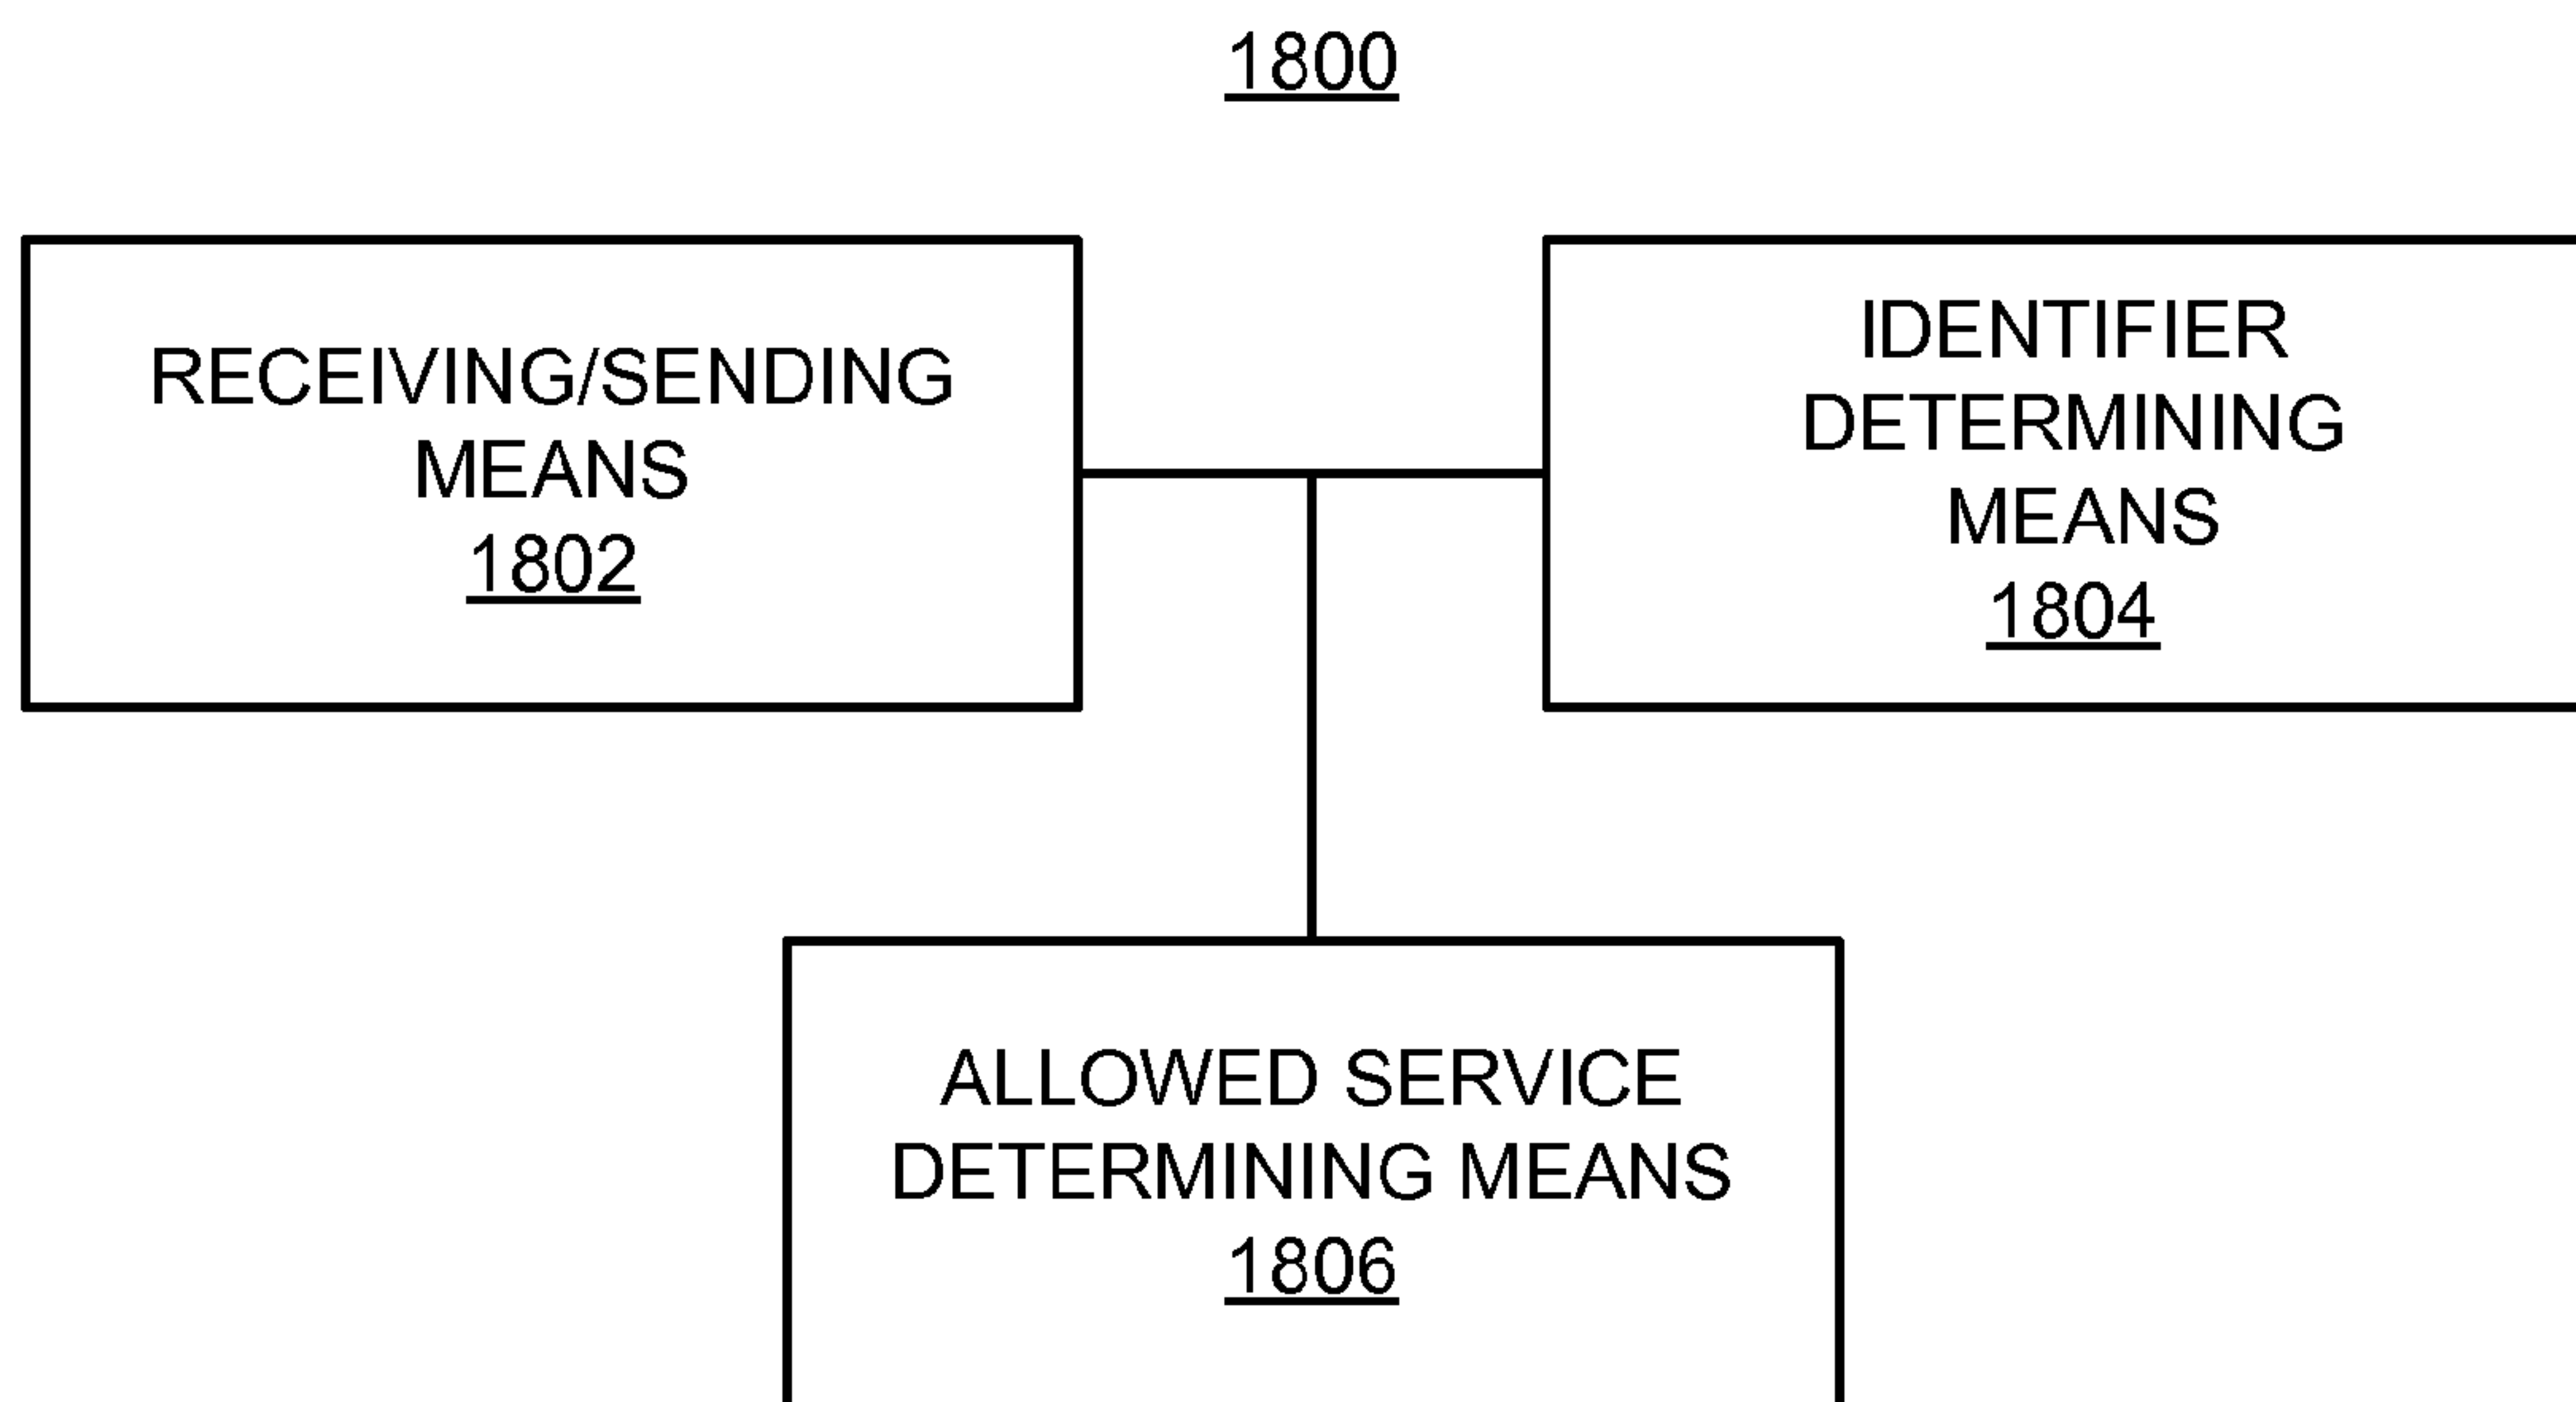 1800
RECEIVING/SENDING
MEANS
1802
IDENTIFIER
DETERMINING
MEANS
1804
ALLOWED SERVICE
DETERMINING MEANS
1806